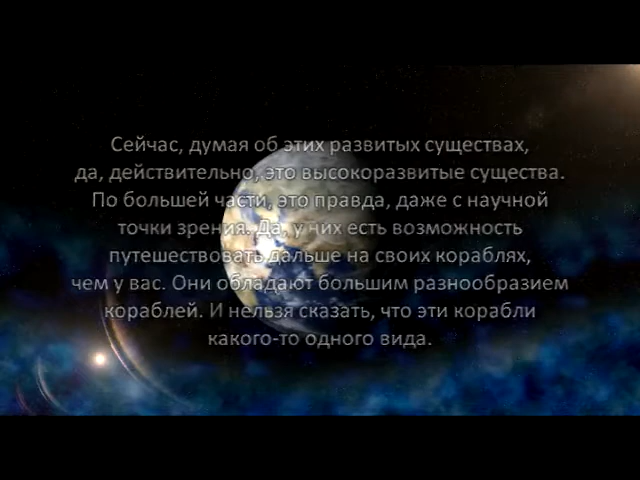 Сейчас, думая об этих развитых существах,
да, действительно, это высокоразвитые существа.
По большей части, это правда, даже с научной
точки зрения. Да, у них есть возможность
путешествовать дальше на своих кораблях,
чем у вас. Они обладают большим разнообразием
кораблей. И нельзя сказать, что эти корабли
какого-то одного вида.